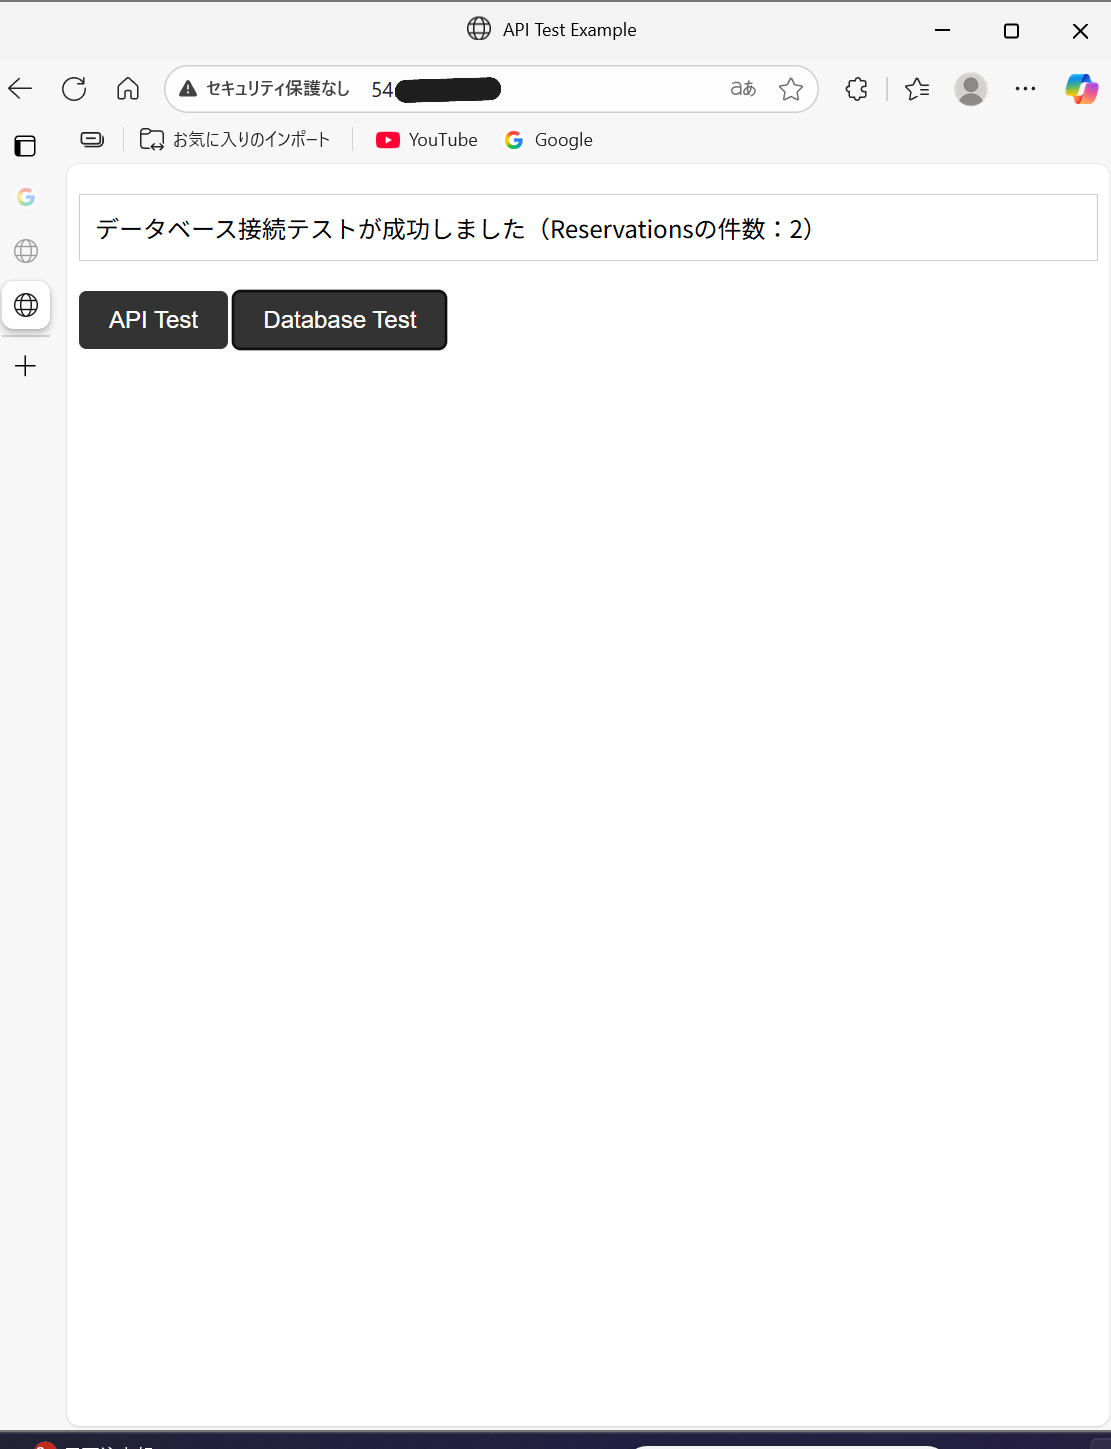 API Test Example
セキュリティ保護なし 54
aあ
お気に入りのインポート YouTube Google
データベース接続テストが成功しました（Reservationsの件数：2）
API Test Database Test